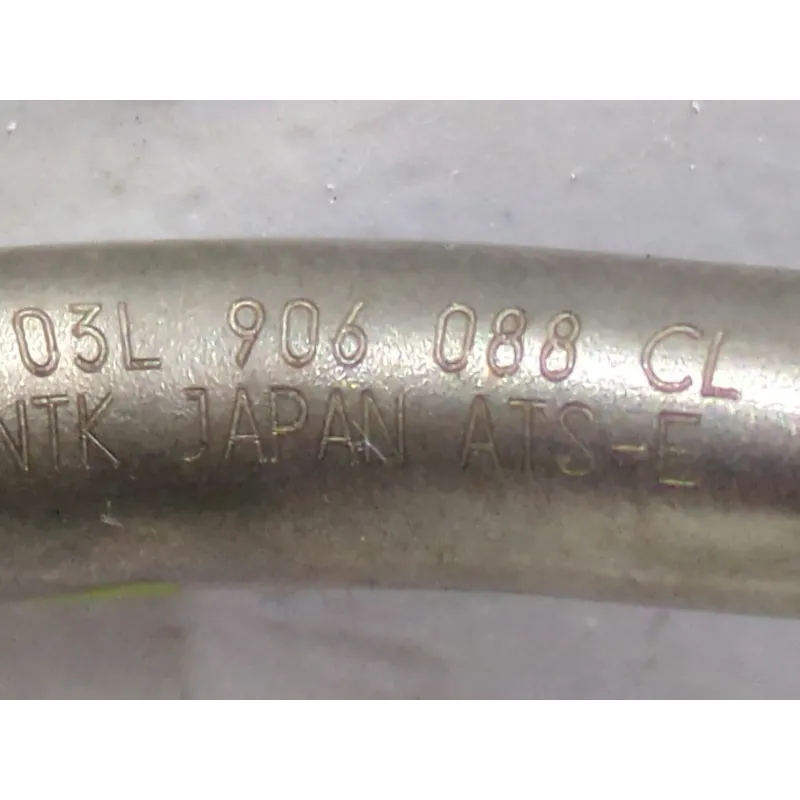 03L 906 088 CL
NTK JAPAN ATS-E